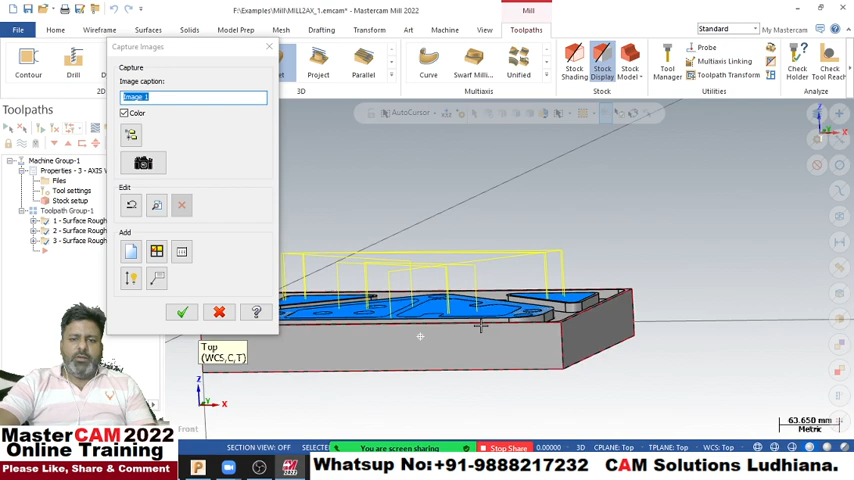 F:\Examples\Mill\MILL2AX_1.emcam* - Mastercam Mill 2022
Mill
File
Home
Wireframe
Surfaces
Solids
Drafting
Transform
Art
Machine
View
Toolpaths
Standard
My Mastercam
Contour
Drill
Project
Parallel
Curve
Swarf Millin...
Unified
Stock Shading
Stock Display
Stock Model
Tool Manager
Probe
Multiaxis Linking
Toolpath Transform
Check Holder
Check Tool Reach
3D
Multiaxis
Stock
Utilities
Analyze
Capture Images
Capture
Image caption:
Image 1
Color
Edit
Add
Toolpaths
Machine Group-1
Properties - 3 - AXIS
Files
Tool settings
Stock setup
Toolpath Group-1
1 - Surface Rough
2 - Surface Rough
3 - Surface Rough
AutoCursor
Top
(WCS,C,T)
Z
Y
X
Front
Z
X
63.650 mm
Metric
SECTION VIEW: OFF
SELECTE
You are screen sharing
Stop Share
0.00000
3D
CPLANE: TOP
TPLANE: TOP
WCS: TOP
MasterCAM 2022
Online Training
Please Like, Share & Comment
Whatsup No:+91-9888217232
CAM Solutions Ludhiana.